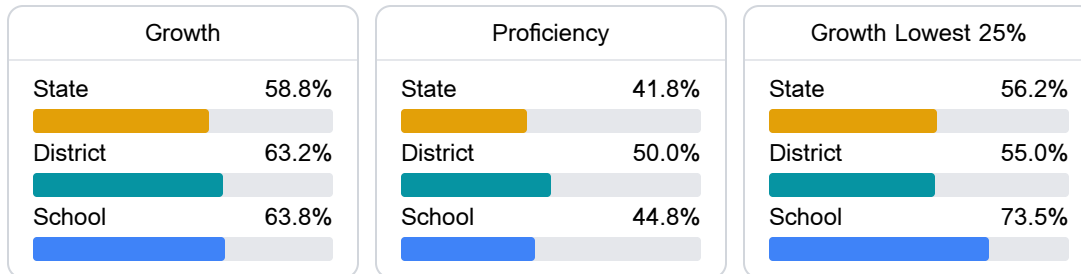 Growth
State 58.8%
District 63.2%
School 63.8%
Proficiency
State 41.8%
District 50.0%
School 44.8%
Growth Lowest 25%
State 56.2%
District 55.0%
School 73.5%